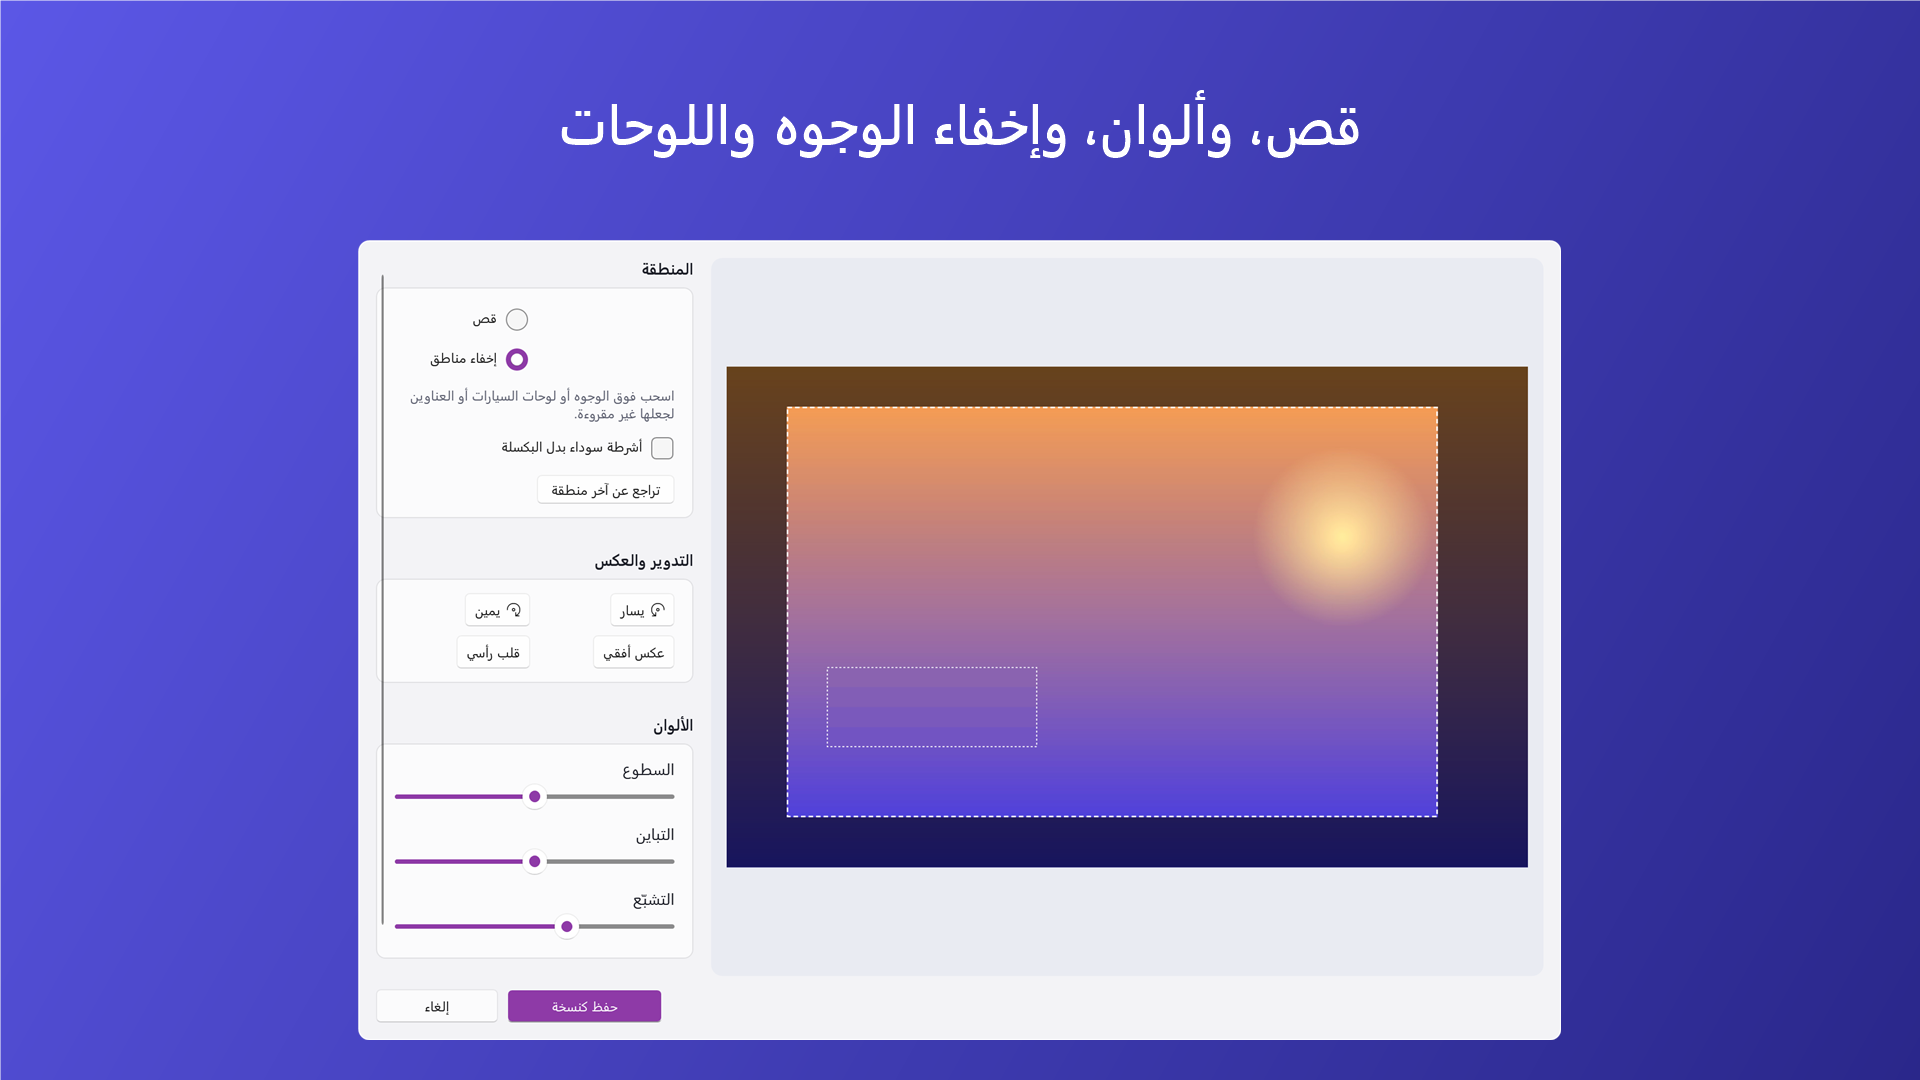 قص، وألوان، وإخفاء الوجوه واللوحات
المنطقة
قص
إخفاء مناطق
اسحب فوق الوجوه أو لوحات السيارات أو العناوين
لجعلها غير مقروءة.
أشرطة سوداء بدل البكسلة
تراجع عن آخر منطقة
التدوير والعكس
يسار
يمين
عكس أفقي
قلب رأسي
الألوان
السطوع
التباين
التشبّع
حفظ كنسخة
إلغاء